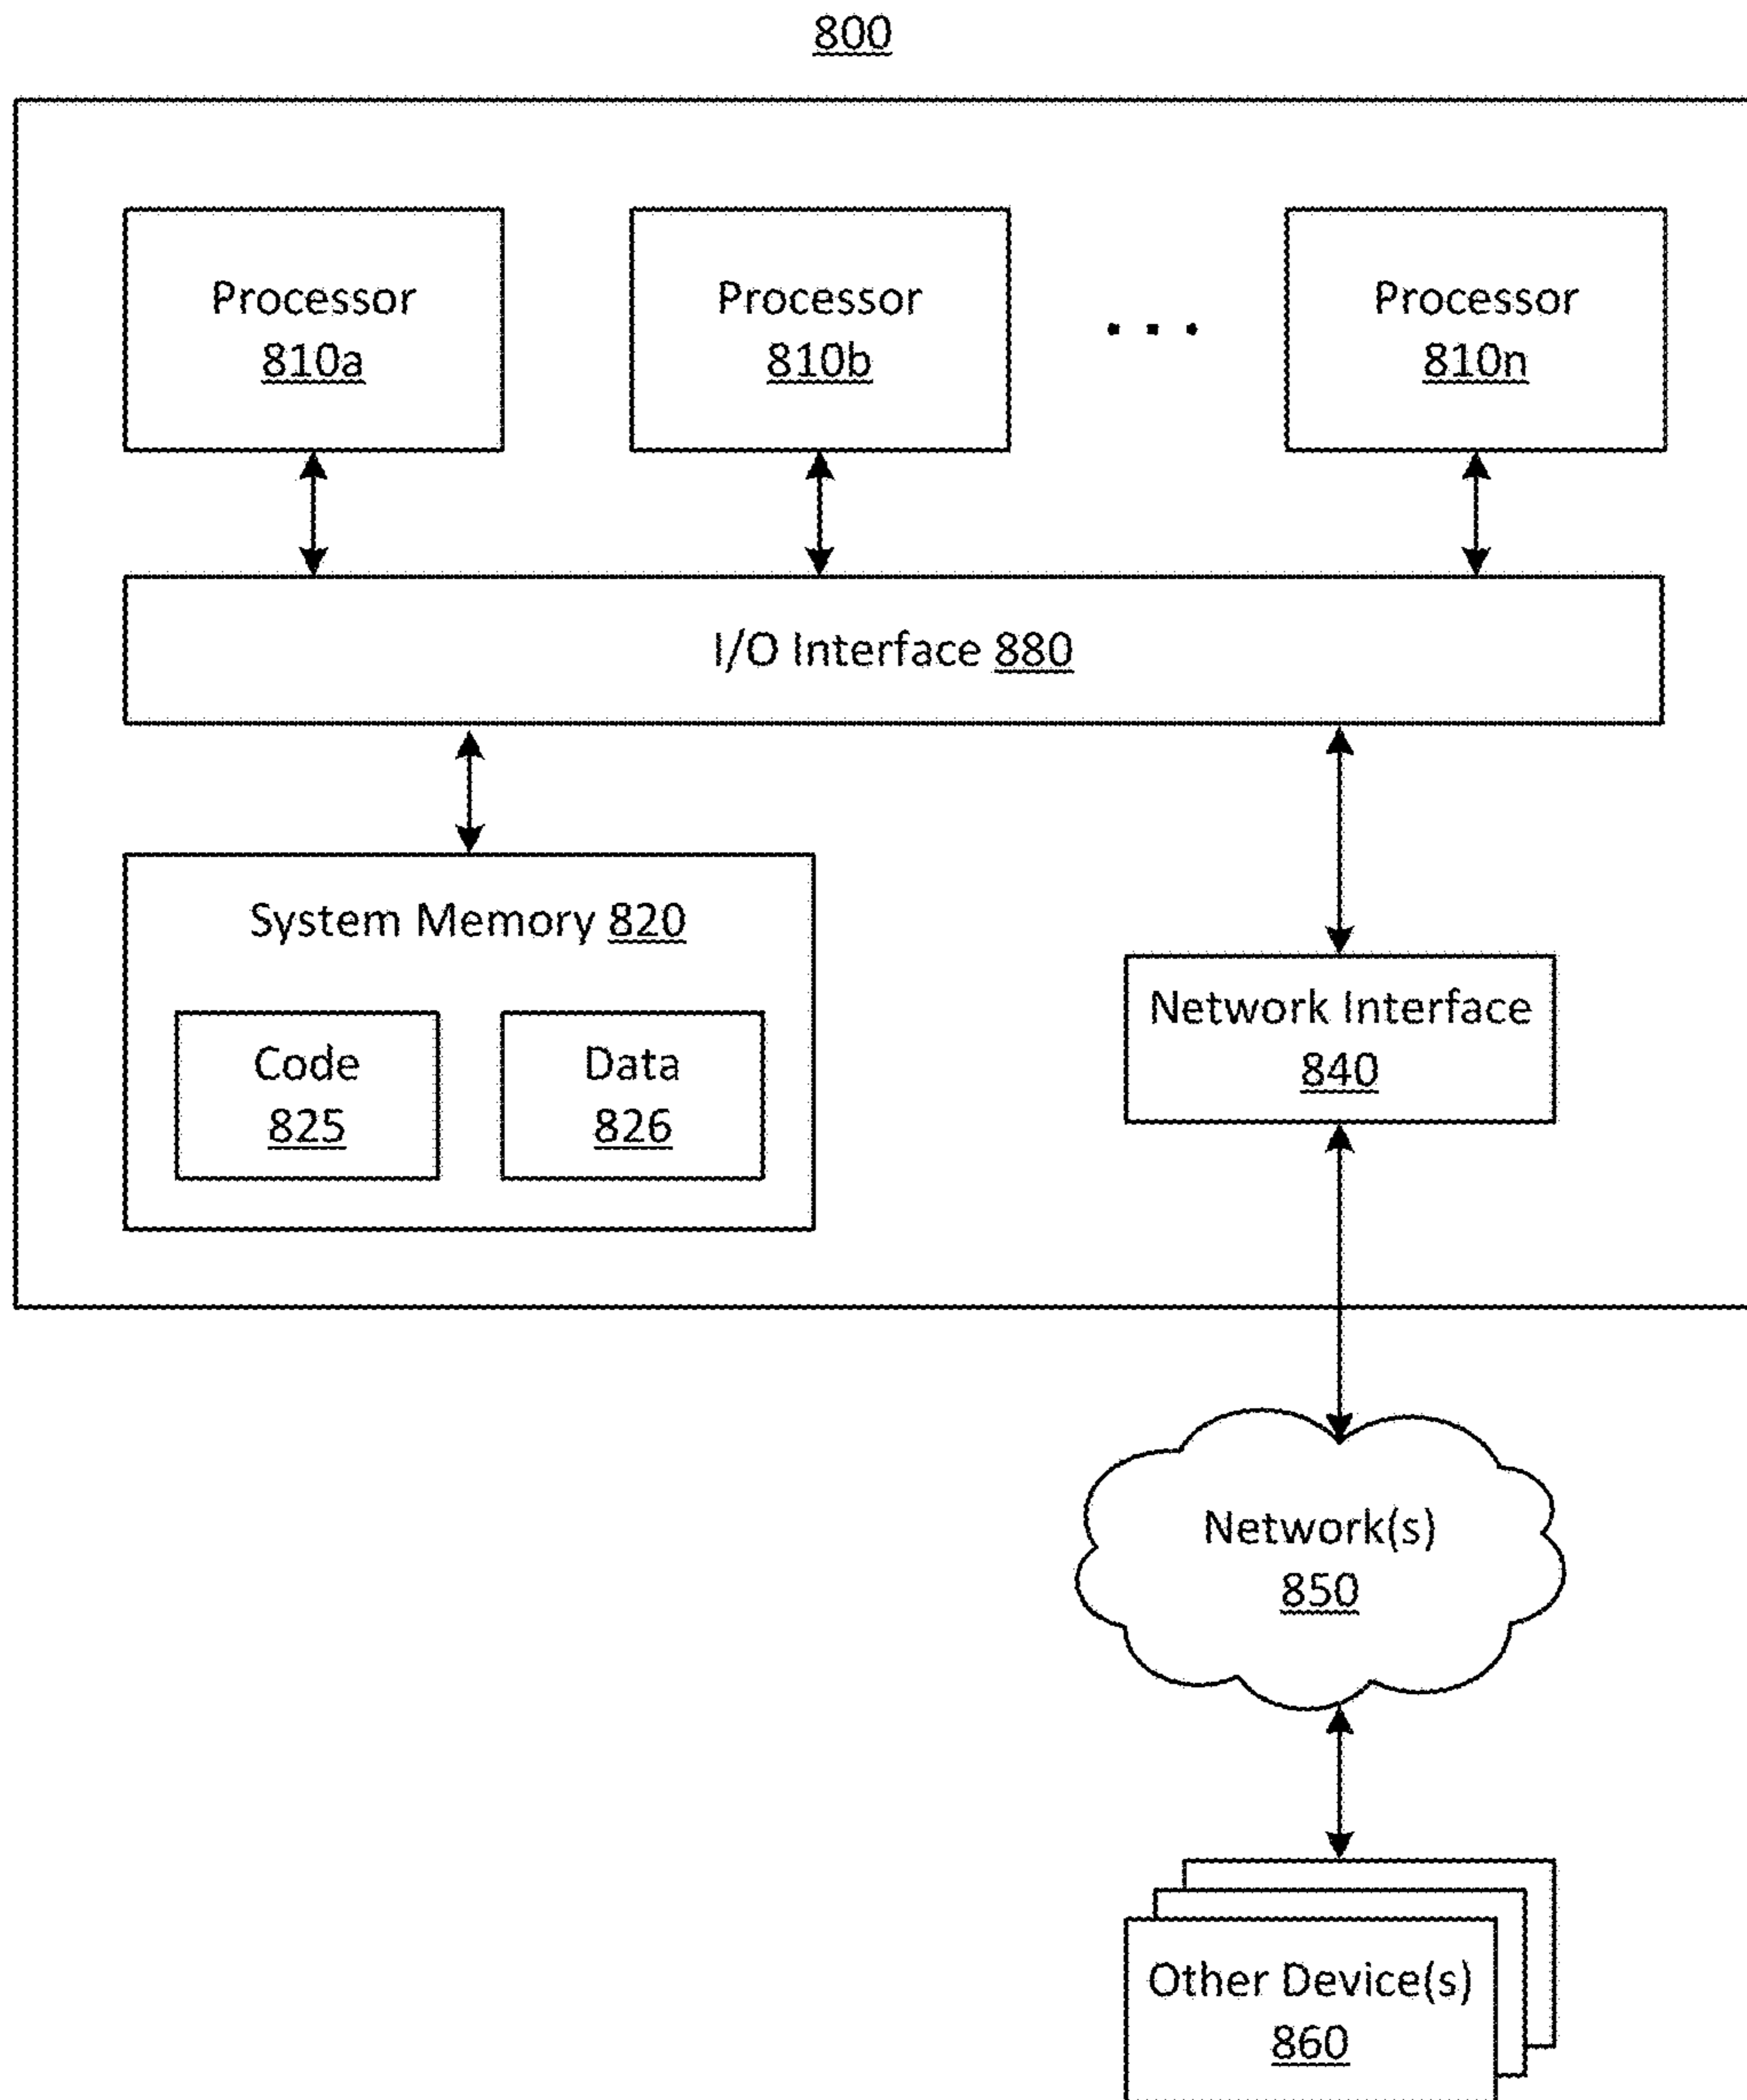 800
Processor
810a
Processor
810b
...
Processor
810n
I/O Interface 880
System Memory 820
Code
825
Data
826
Network Interface
840
Network(s)
850
Other Device(s)
860